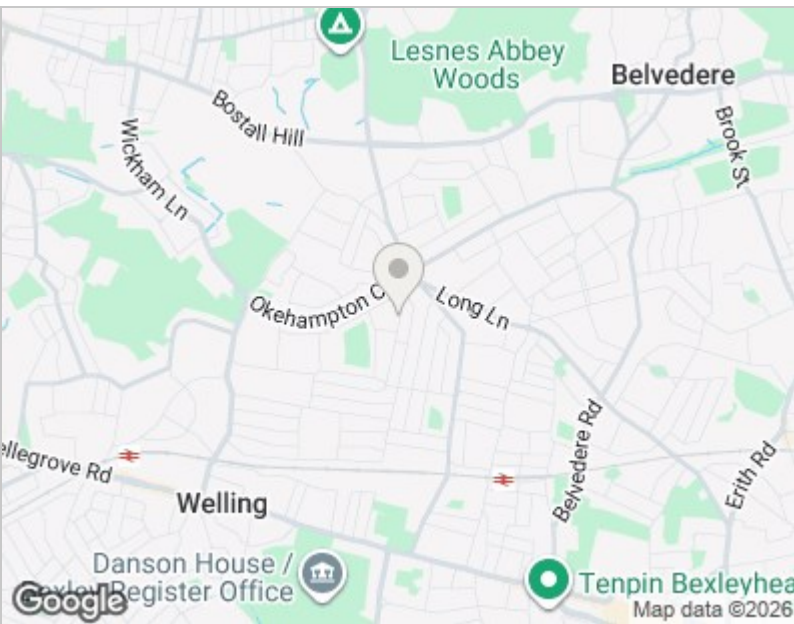 Lesnes Abbey
Woods
Belvedere
Bostall Hill
Brook St
Wickham Ln
Okehampton C
Long Ln
ellegrove Rd
Belvedere Rd
Erith Rd
Welling
Danson House /
exley Register Office
Tenpin Bexleyhea
Google
Map data ©2026